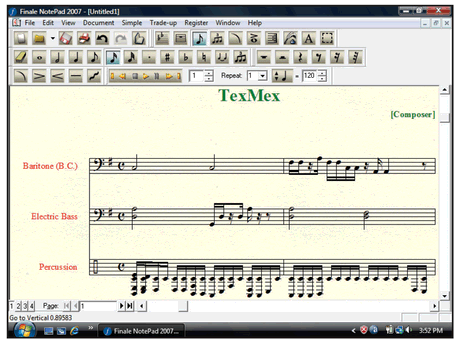 Finale NotePad 2007 - [Untitled1]
File Edit View Document Simple Trade-up Register Window Help
1 Repeat: 1 = 120
TexMex
[Composer]
Baritone (B.C.)
Electric Bass
Percussion
1 2 3 4 Page: 1
Go to Vertical 0.89583
Finale NotePad 2007... 3:52 PM